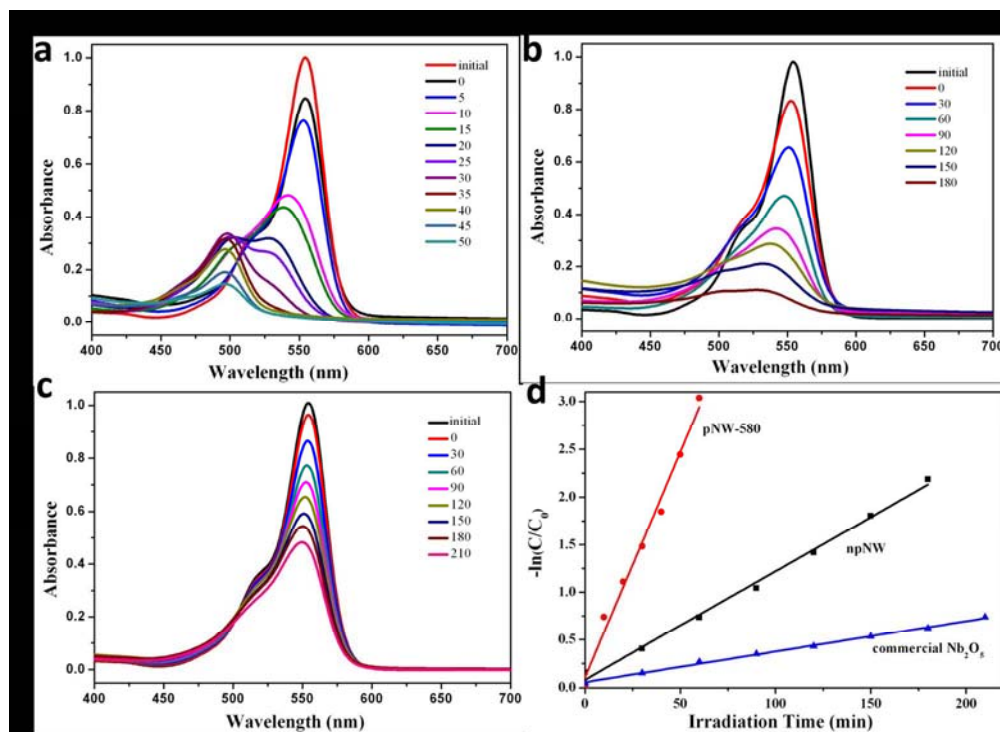 a
initial
0
5
10
15
20
25
30
35
40
45
50
Absorbance
1.0
0.8
0.6
0.4
0.2
0.0
400 450 500 550 600 650 700
Wavelength (nm)
b
initial
0
30
60
90
120
150
180
Absorbance
1.0
0.8
0.6
0.4
0.2
0.0
400 450 500 550 600 650 700
Wavelength (nm)
c
initial
0
30
60
90
120
150
180
210
Absorbance
1.0
0.8
0.6
0.4
0.2
0.0
400 450 500 550 600 650 700
Wavelength (nm)
d
pNW-580
npNW
commercial Nb₂O₅
-ln(C/C₀)
3.0
2.5
2.0
1.5
1.0
0.5
0.0
0 50 100 150 200
Irradiation Time (min)